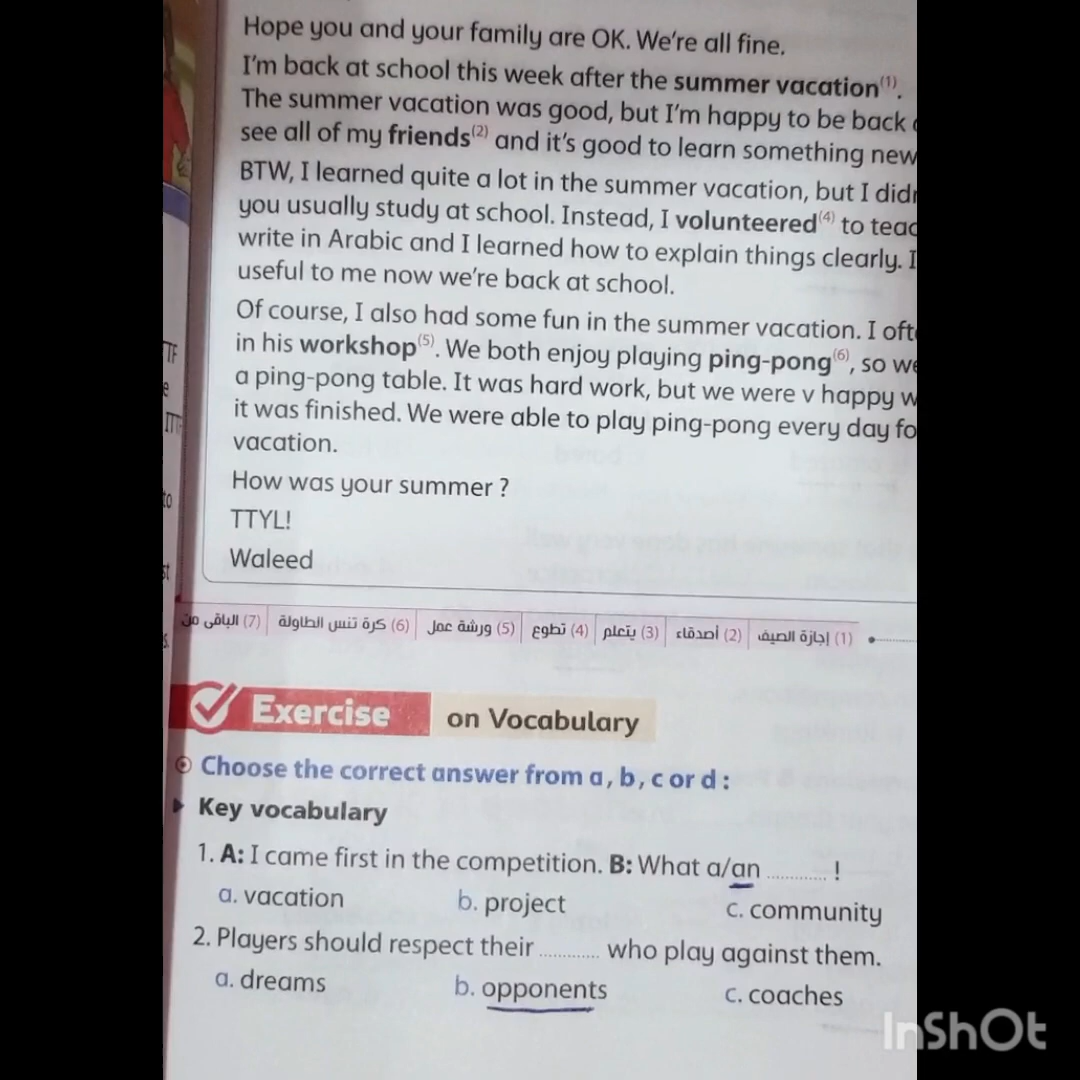 Hope you and your family are OK. We're all fine.
I'm back at school this week after the summer vacation(1).
The summer vacation was good, but I'm happy to be back
see all of my friends(2) and it's good to learn something new
BTW, I learned quite a lot in the summer vacation, but I
you usually study at school. Instead, I volunteered(4) to
write in Arabic and I learned how to explain things clearly. I
useful to me now we're back at school.
Of course, I also had some fun in the summer vacation. I
in his workshop(5). We both enjoy playing ping-pong(6), so
a ping-pong table. It was hard work, but we were v happy
it was finished. We were able to play ping-pong every day
vacation.
How was your summer ?
TTYL!
Waleed
(1) إجازة الصيف (2) أصدقاء (3) يتعلم (4) تطوع (5) ورشة عمل (6) كرة تنس الطاولة (7) الباقى من
Exercise on Vocabulary
Choose the correct answer from a, b, c or d :
Key vocabulary
1. A: I came first in the competition. B: What a/an ............ !
a. vacation b. project c. community
2. Players should respect their ............ who play against them.
a. dreams b. opponents c. coaches
InShOt